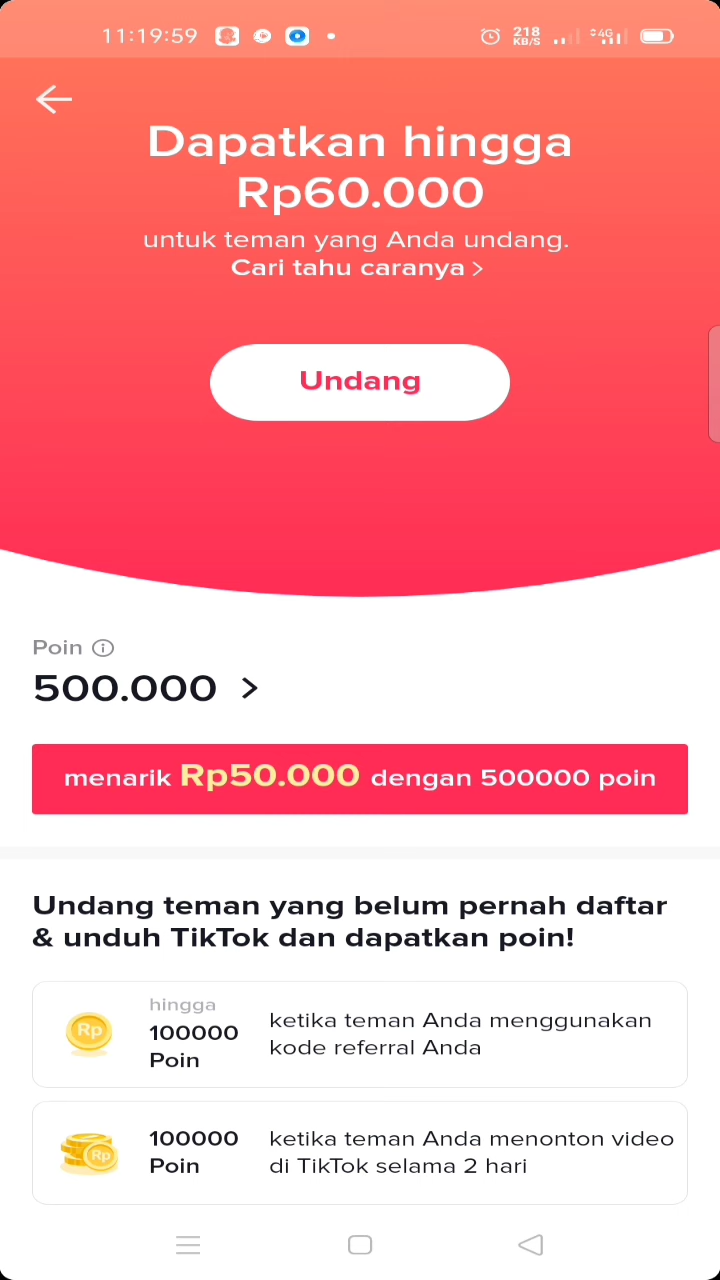 11:19:59 218 KB/S 4G
Dapatkan hingga
Rp60.000
untuk teman yang Anda undang.
Cari tahu caranya >
Undang
Poin
500.000 >
menarik Rp50.000 dengan 500000 poin
Undang teman yang belum pernah daftar
& unduh TikTok dan dapatkan poin!
Rp
hingga
100000
Poin
ketika teman Anda menggunakan
kode referral Anda
Rp
100000
Poin
ketika teman Anda menonton video
di TikTok selama 2 hari